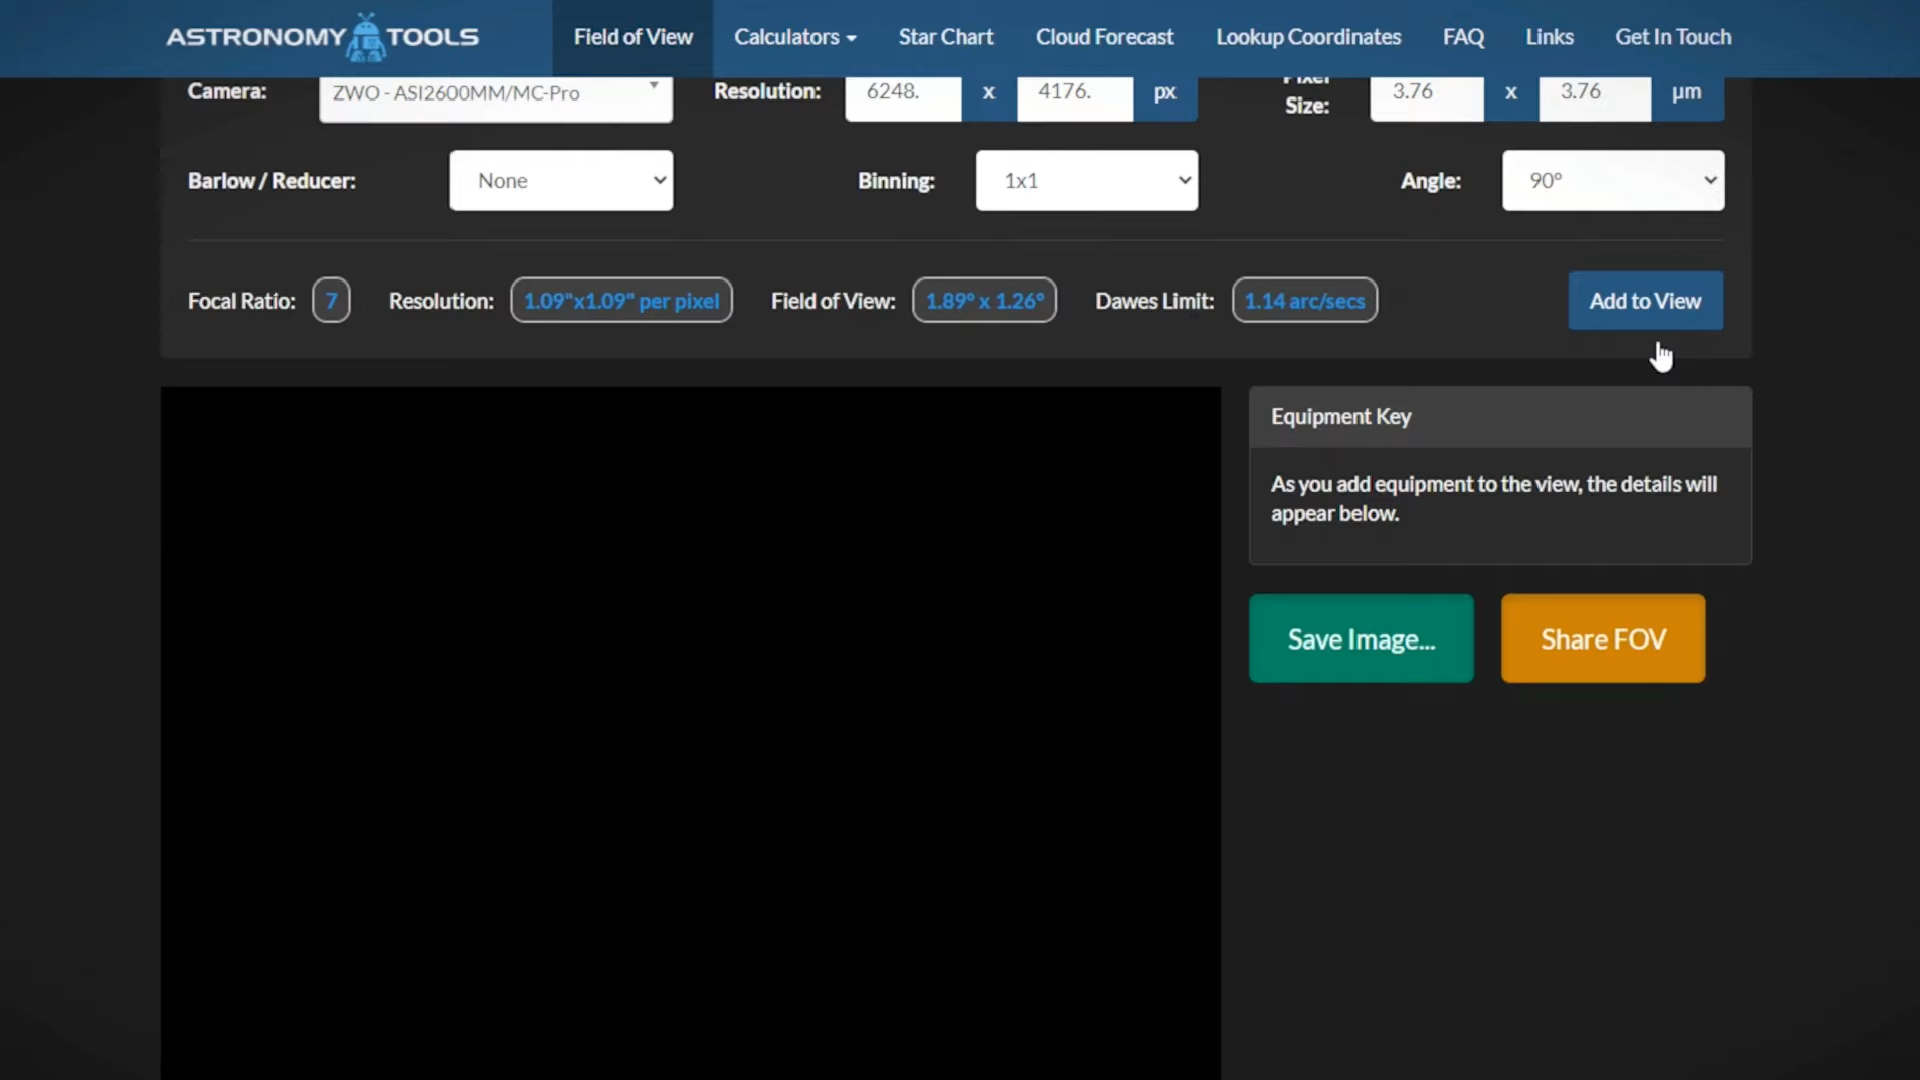 ASTRONOMY TOOLS Field of View Calculators Star Chart Cloud Forecast Lookup Coordinates FAQ Links Get In Touch
Camera: ZWO - ASI2600MM/MC-Pro Resolution: 6248. x 4176. px Pixel Size: 3.76 x 3.76 µm
Barlow / Reducer: None Binning: 1x1 Angle: 90°
Focal Ratio: 7 Resolution: 1.09"x1.09" per pixel Field of View: 1.89° x 1.26° Dawes Limit: 1.14 arc/secs Add to View
Equipment Key
As you add equipment to the view, the details will
appear below.
Save Image... Share FOV